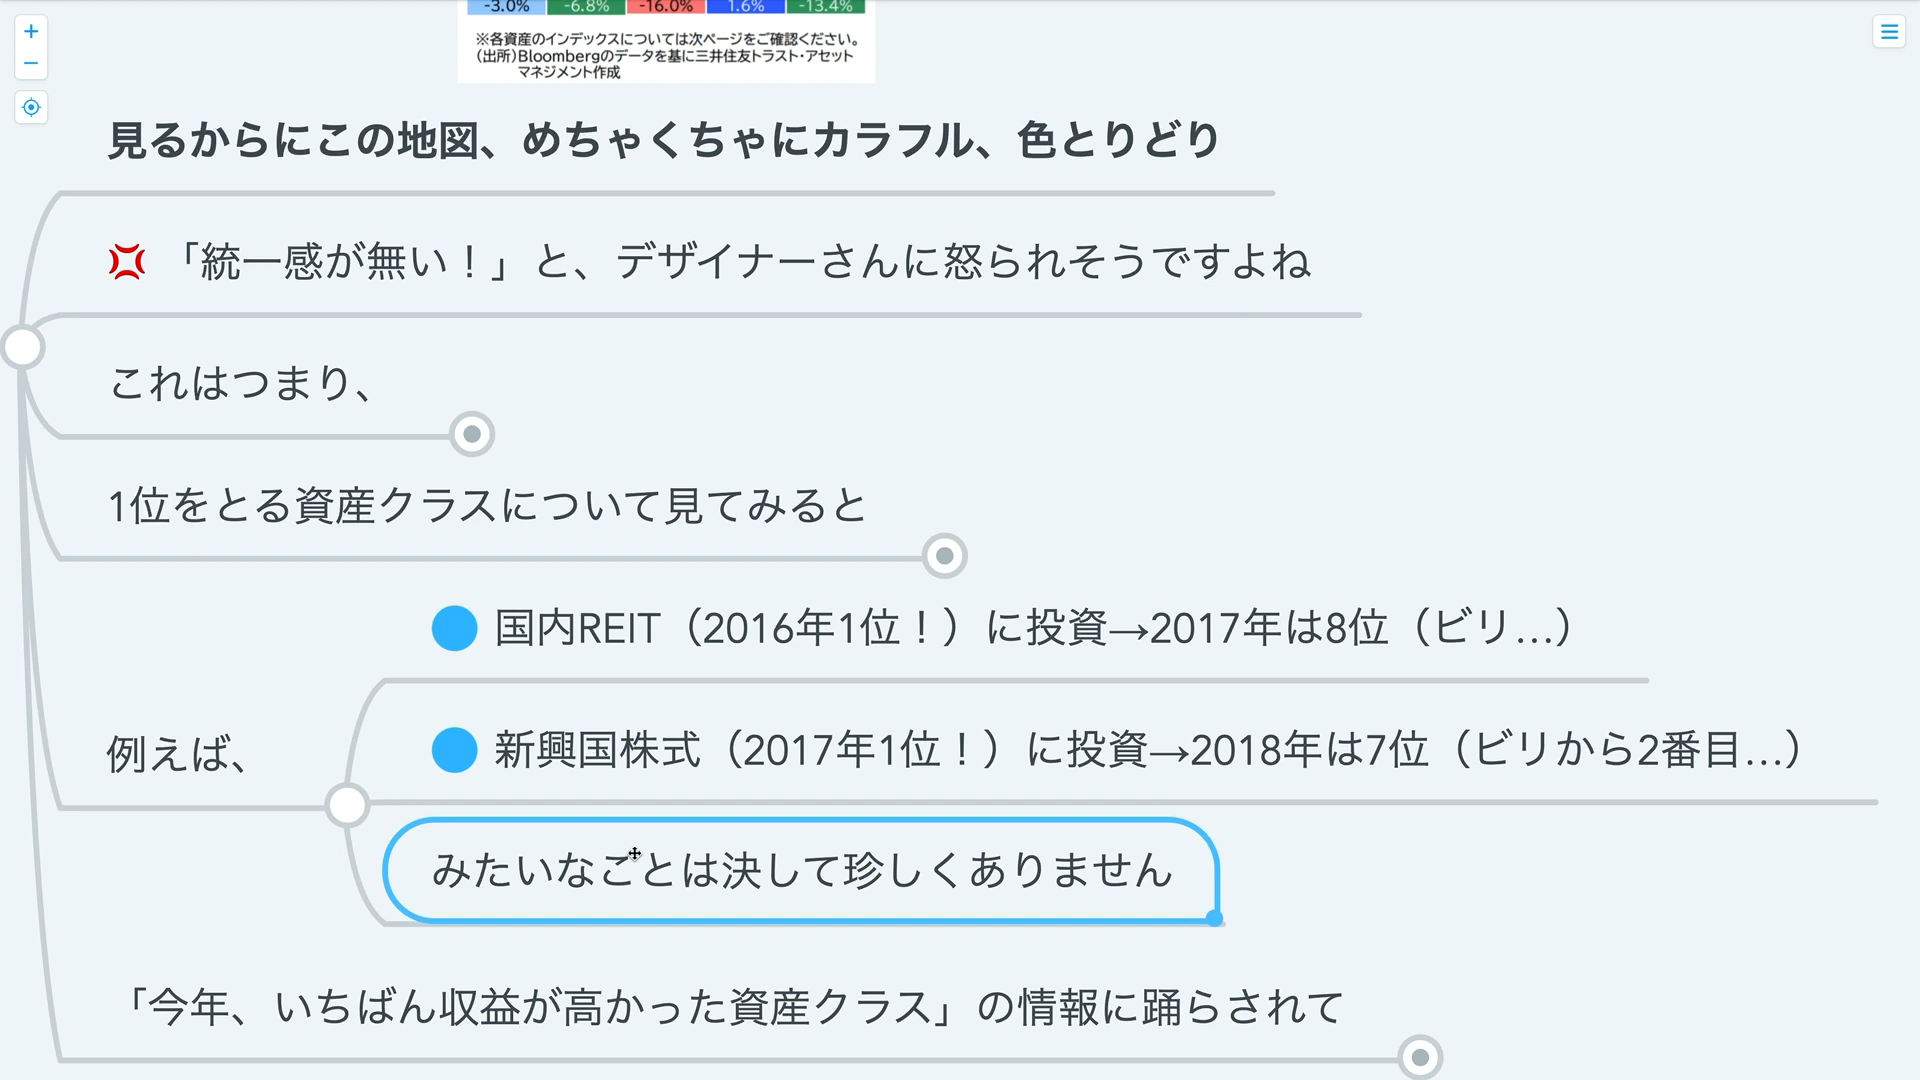 -3.0% -6.8% -16.0% 1.6% -13.4%
※各資産のインデックスについては次ページをご確認ください。
(出所)Bloombergのデータを基に三井住友トラスト・アセット
マネジメント作成
見るからにこの地図、めちゃくちゃにカラフル、色とりどり
「統一感が無い！」と、デザイナーさんに怒られそうですよね
これはつまり、
1位をとる資産クラスについて見てみると
国内REIT（2016年1位！）に投資→2017年は8位（ビリ…）
例えば、
新興国株式（2017年1位！）に投資→2018年は7位（ビリから2番目…）
みたいなことは決して珍しくありません
「今年、いちばん収益が高かった資産クラス」の情報に踊らされて